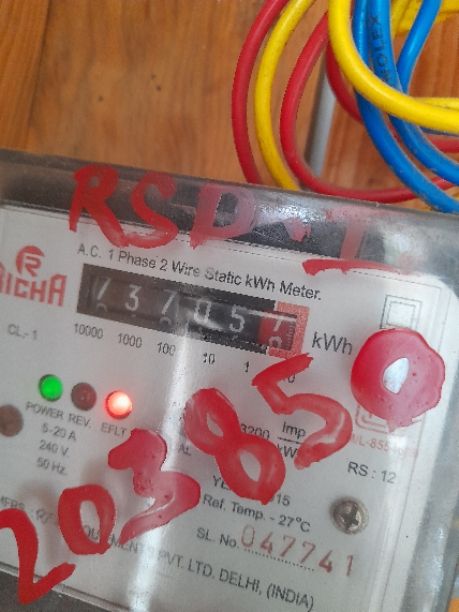 RSD-I
RICHA
A.C. 1 Phase 2 Wire Static kWh Meter.
737057
kWh
CL-1
10000 1000 100 10 1
POWER REV. EFLT
5-20 A
240 V.
50 Hz.
3200 Imp
RS : 12
Ref. Temp. - 27°C
SL. No. 047741
PVT. LTD. DELHI, (INDIA)
203850